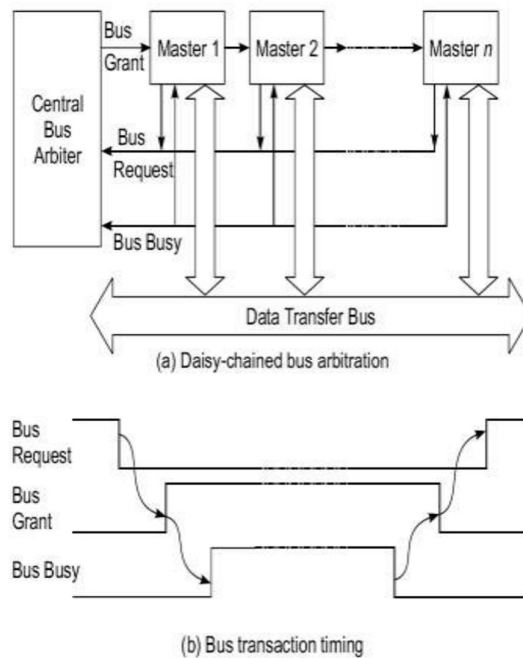 Bus
Grant
Master 1
Master 2
Master n
Central
Bus
Arbiter
Bus
Request
Bus Busy
Data Transfer Bus
(a) Daisy-chained bus arbitration
Bus
Request
Bus
Grant
Bus Busy
(b) Bus transaction timing